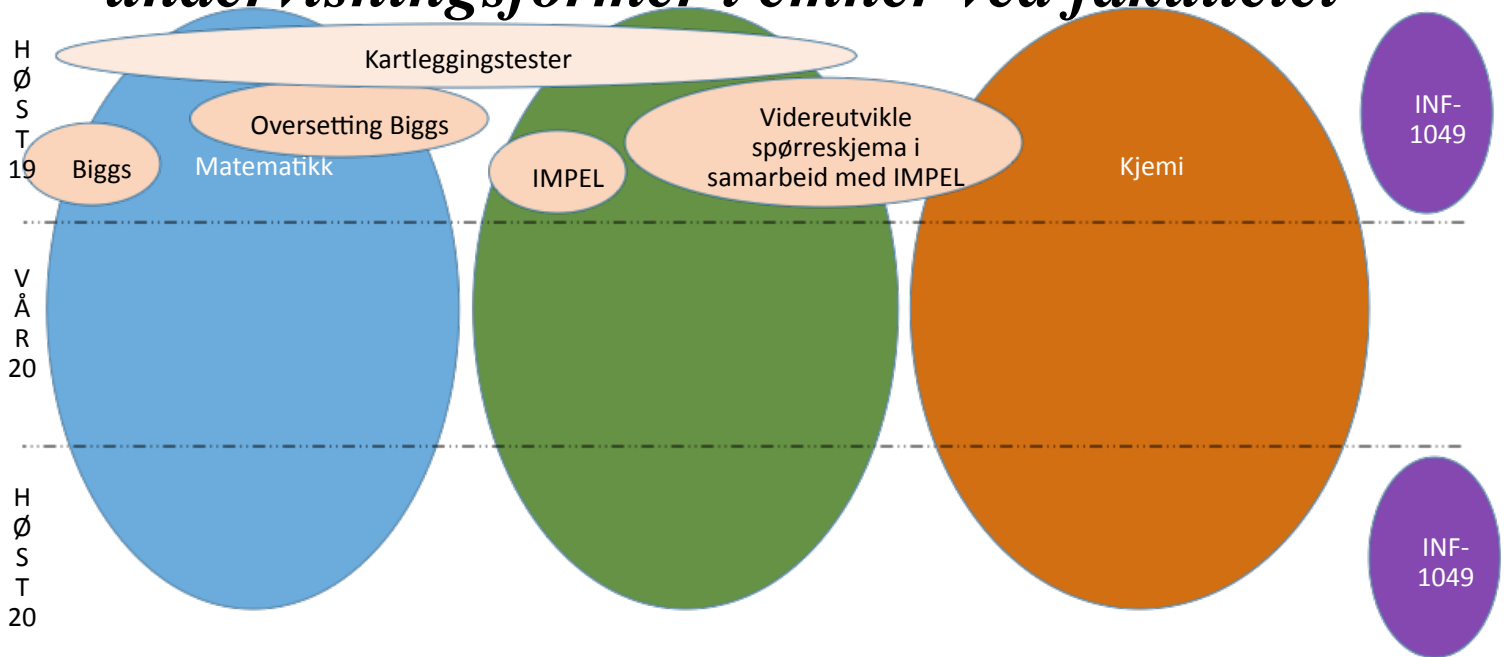 undervisningsformer i emner ved fakultetet
H
Ø
S
T
19
Kartleggingstester
Oversetting Biggs
Biggs
Matematikk
IMPEL
Videreutvikle
spørreskjema i
samarbeid med IMPEL
Kjemi
INF-
1049
V
Å
R
20
H
Ø
S
T
20
INF-
1049